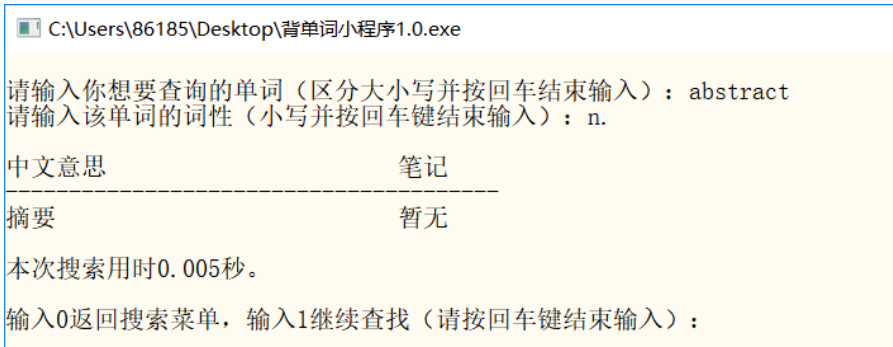 C:\Users\86185\Desktop\背单词小程序1.0.exe
请输入你想要查询的单词（区分大小写并按回车结束输入）：abstract
请输入该单词的词性（小写并按回车键结束输入）：n.
中文意思 笔记
---------------------------------------
摘要 暂无
本次搜索用时0.005秒。
输入0返回搜索菜单，输入1继续查找（请按回车键结束输入）：